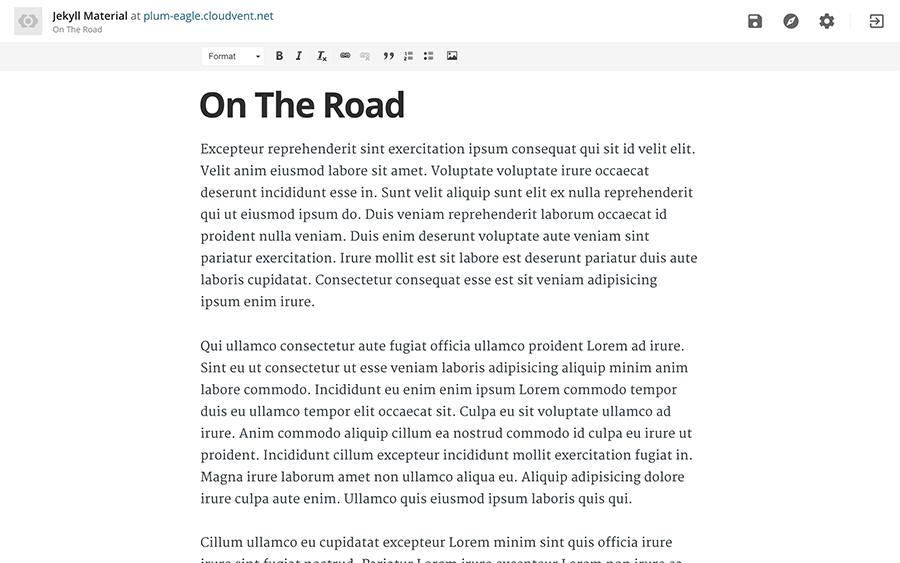 Jekyll Material at plum-eagle.cloudvent.net
On The Road
Format
B I Tx
On The Road
Excepteur reprehenderit sint exercitation ipsum consequat qui sit id velit elit.
Velit anim eiusmod labore sit amet. Voluptate voluptate irure occaecat
deserunt incididunt esse in. Sunt velit aliquip sunt elit ex nulla reprehenderit
qui ut eiusmod ipsum do. Duis veniam reprehenderit laborum occaecat id
proident nulla veniam. Duis enim deserunt voluptate aute veniam sint
pariatur exercitation. Irure mollit est sit labore est deserunt pariatur duis aute
laboris cupidatat. Consectetur consequat esse est sit veniam adipisicing
ipsum enim irure.
Qui ullamco consectetur aute fugiat officia ullamco proident Lorem ad irure.
Sint eu ut consectetur ut esse veniam laboris adipisicing aliquip minim anim
labore commodo. Incididunt eu enim enim ipsum Lorem commodo tempor
duis eu ullamco tempor elit occaecat sit. Culpa eu sit voluptate ullamco ad
irure. Anim commodo aliquip cillum ea nostrud commodo id culpa eu irure ut
proident. Incididunt cillum excepteur incididunt mollit exercitation fugiat in.
Magna irure laborum amet non ullamco aliqua eu. Aliquip adipisicing dolore
irure culpa aute enim. Ullamco quis eiusmod ipsum laboris quis qui.
Cillum ullamco eu cupidatat excepteur Lorem minim sint quis officia irure